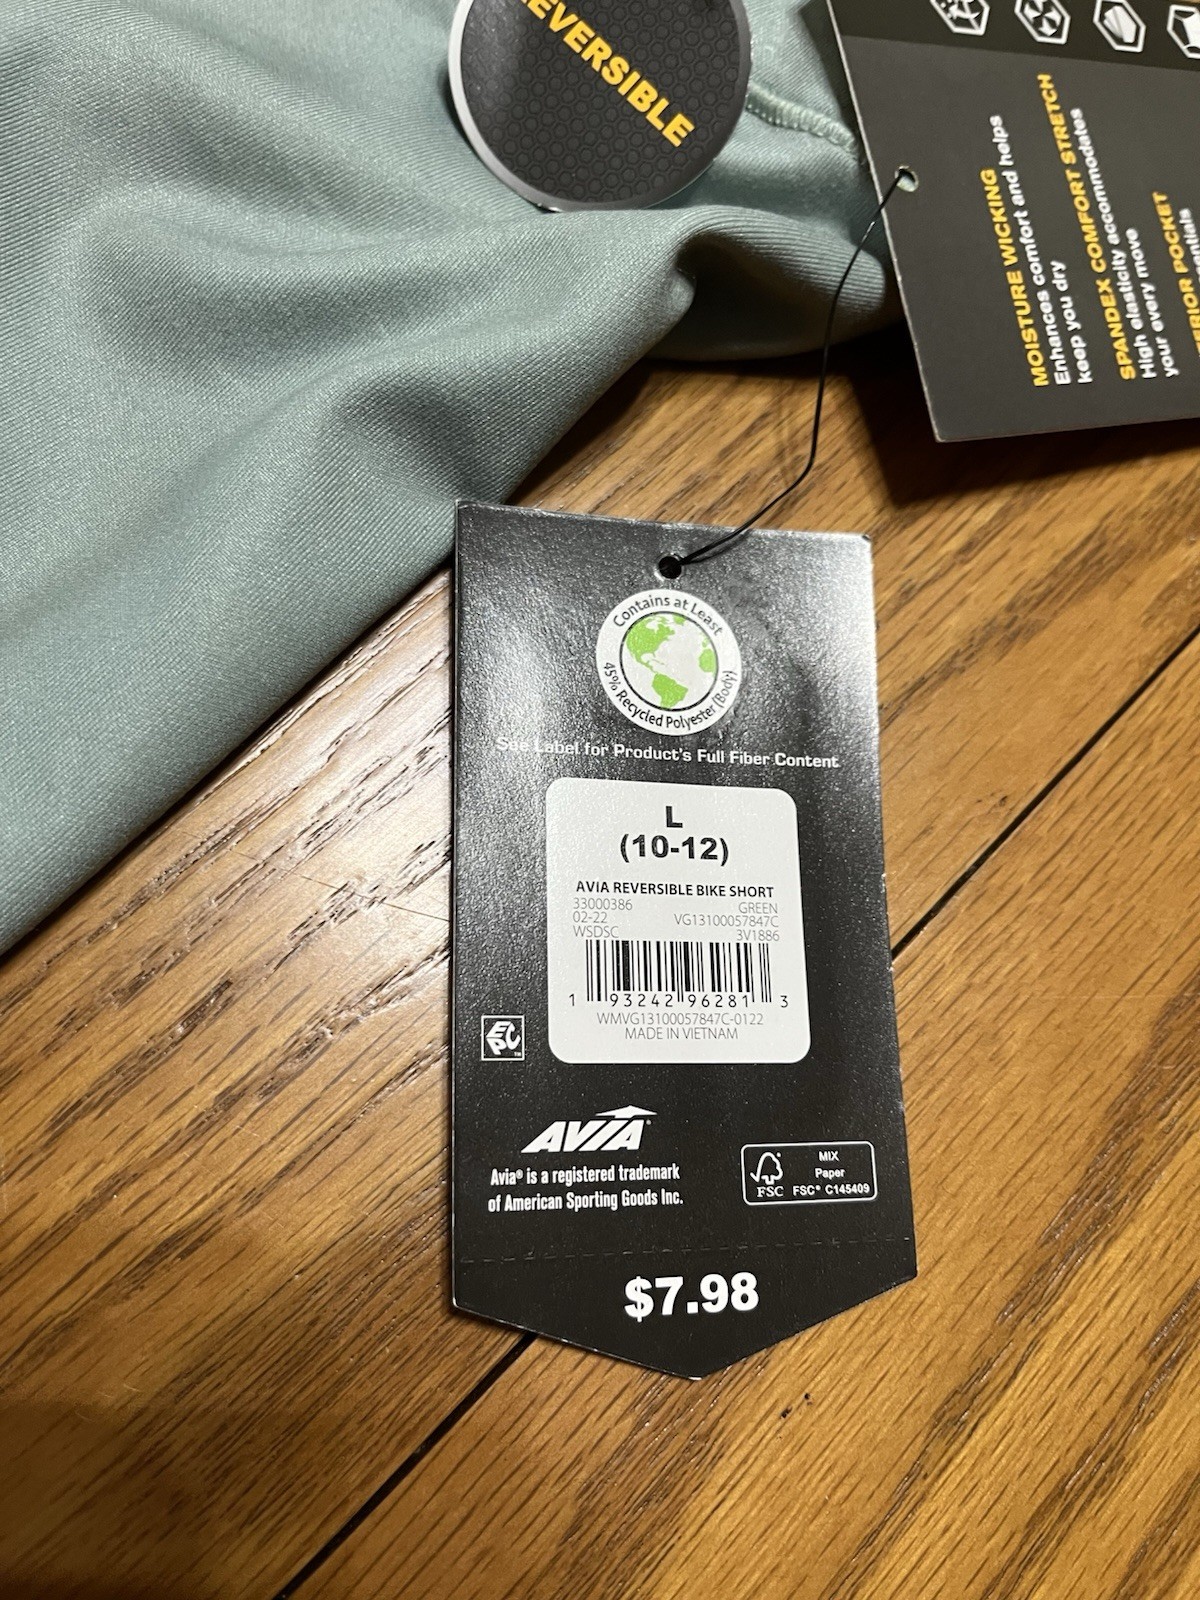 REVERSIBLE
MOISTURE WICKING
Enhances comfort and helps
keep you dry
SPANDEX COMFORT STRETCH
High elasticity accommodates
your every move
POCKET
Contains at Least
45% Recycled Polyester (Body)
See Label for Product's Full Fiber Content
L
(10-12)
AVIA REVERSIBLE BIKE SHORT
33000386 GREEN
02-22 VG13100057847C
WSDSC 3V1886
1 93242 96281 3
WMVG13100057847C-0122
MADE IN VIETNAM
EPC™
AVIA®
Avia® is a registered trademark
of American Sporting Goods Inc.
MIX
Paper
FSC FSC® C145409
$7.98